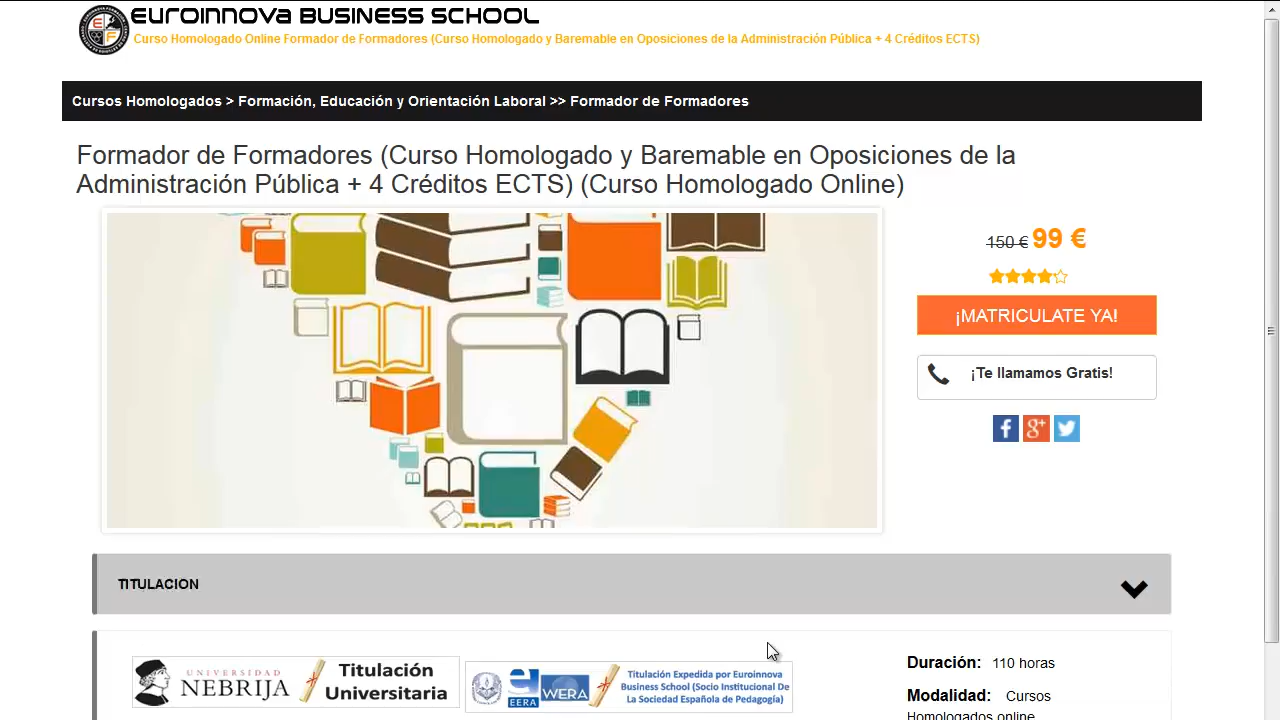 EUROINNOVA BUSINESS SCHOOL
Curso Homologado Online Formador de Formadores (Curso Homologado y Baremable en Oposiciones de la Administración Pública + 4 Créditos ECTS)
Cursos Homologados > Formación, Educación y Orientación Laboral >> Formador de Formadores
Formador de Formadores (Curso Homologado y Baremable en Oposiciones de la
Administración Pública + 4 Créditos ECTS) (Curso Homologado Online)
150 € 99 €
¡MATRICULATE YA!
¡Te llamamos Gratis!
TITULACION
UNIVERSIDAD
NEBRIJA
Titulación
Universitaria
EERA
WERA
Titulación Expedida por Euroinnova
Business School (Socio Institucional De
La Sociedad Española de Pedagogía)
Duración: 110 horas
Modalidad: Cursos
Homologados online